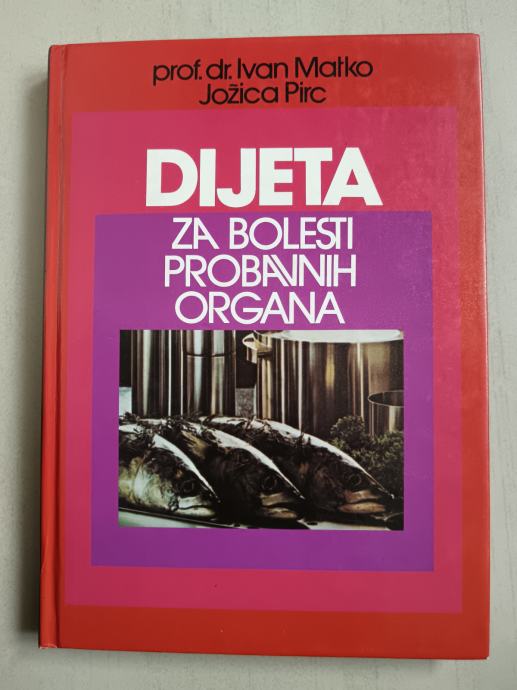 prof. dr. Ivan Matko
Jožica Pirc
DIJETA
ZA BOLESTI
PROBAVNIH
ORGANA